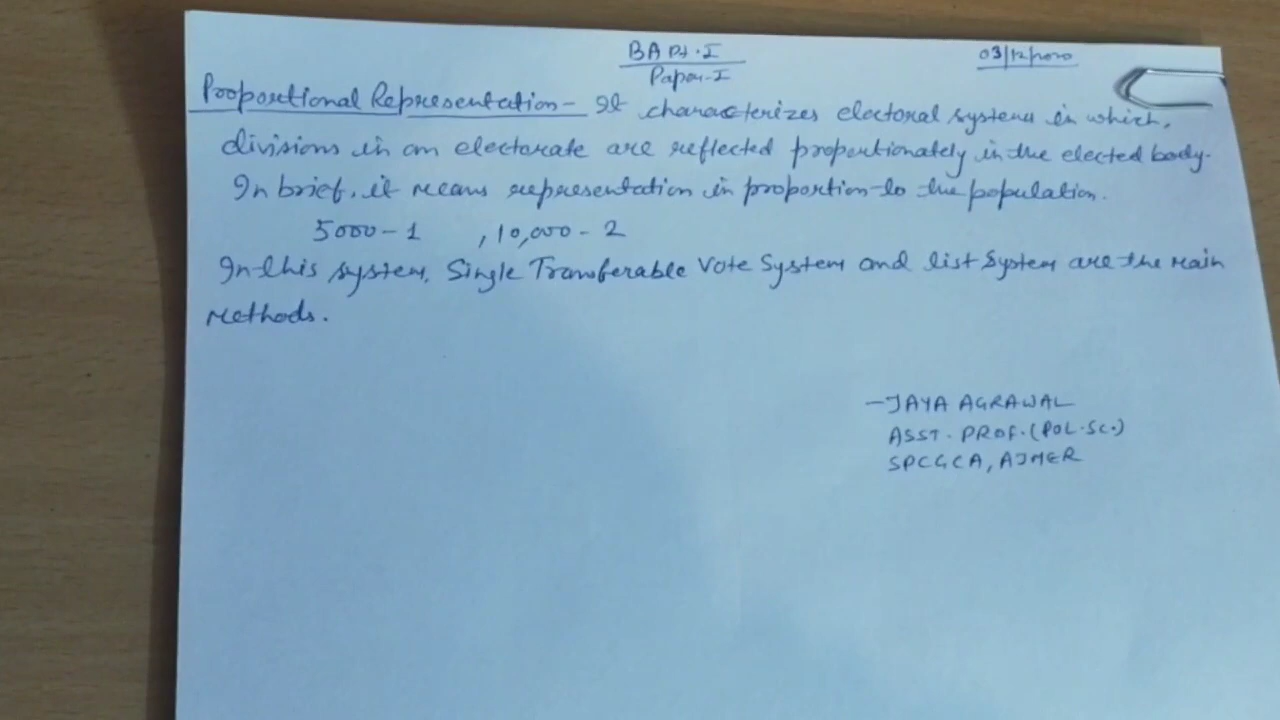 BA Pt. I
Paper-I
03/12/2020
Proportional Representation - It characterizes electoral systems in which,
divisions in an electorate are reflected proportionately in the elected body.
In brief, it means representation in proportion to the population.
5000-1 , 10,000-2
In this system, Single Transferable Vote System and list System are the main
methods.
-JAYA AGRAWAL
ASST. PROF. (POL.SC.)
SPCGCA, AJMER